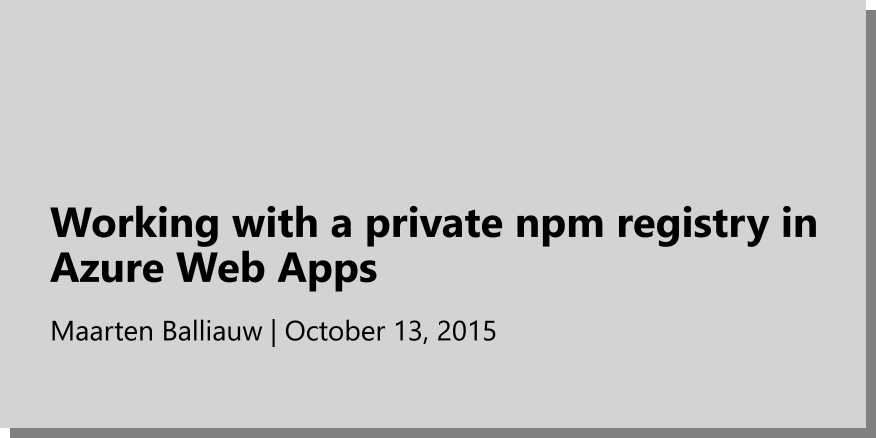 Working with a private npm registry in
Azure Web Apps
Maarten Balliauw | October 13, 2015